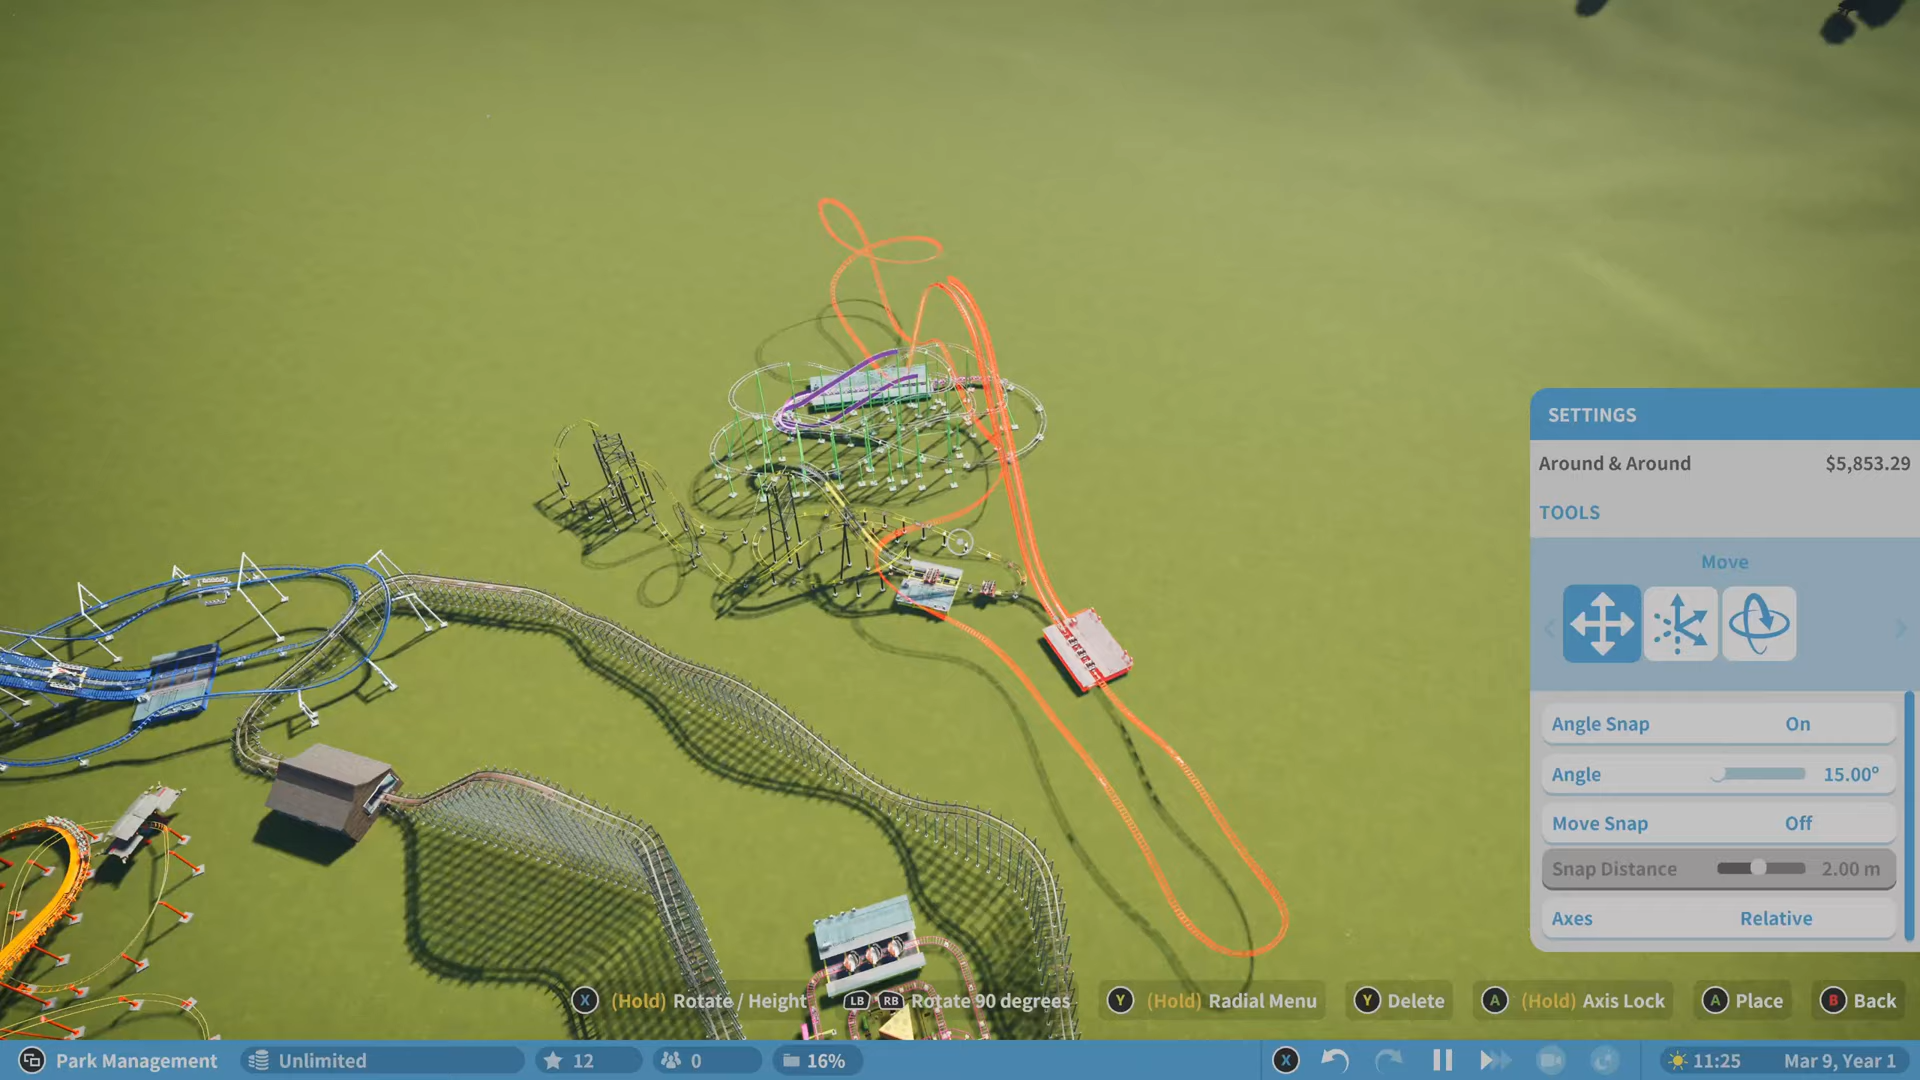 SETTINGS
Around & Around $5,853.29
TOOLS
Move
Angle Snap On
Angle 15.00º
Move Snap Off
Snap Distance 2.00 m
Axes Relative
X (Hold) Rotate / Height LB RB Rotate 90 degrees Y (Hold) Radial Menu Y Delete A (Hold) Axis Lock A Place B Back
Park Management Unlimited 12 0 16% X 11:25 Mar 9, Year 1